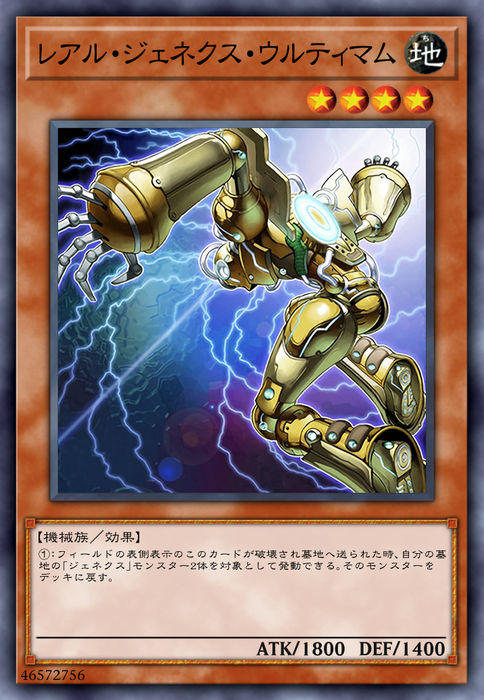 レアル・ジェネクス・ウルティマム
ち
地
【機械族／効果】
①：フィールドの表側表示のこのカードが破壊され墓地へ送られた時、自分の墓
地の「ジェネクス」モンスター2体を対象として発動できる。そのモンスターを
デッキに戻す。
ATK/1800 DEF/1400
46572756